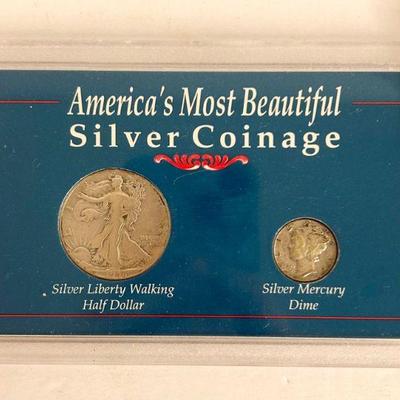 America's Most Beautiful
Silver Coinage
Silver Liberty Walking
Half Dollar
Silver Mercury
Dime